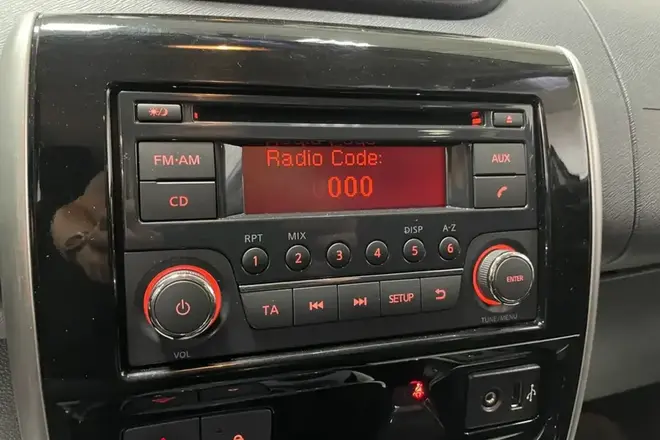 Radio Code:
000
FM·AM
CD
AUX
RPT
MIX
DISP
A-Z
1
2
3
4
5
6
TA
SETUP
ENTER
VOL
TUNE/MENU